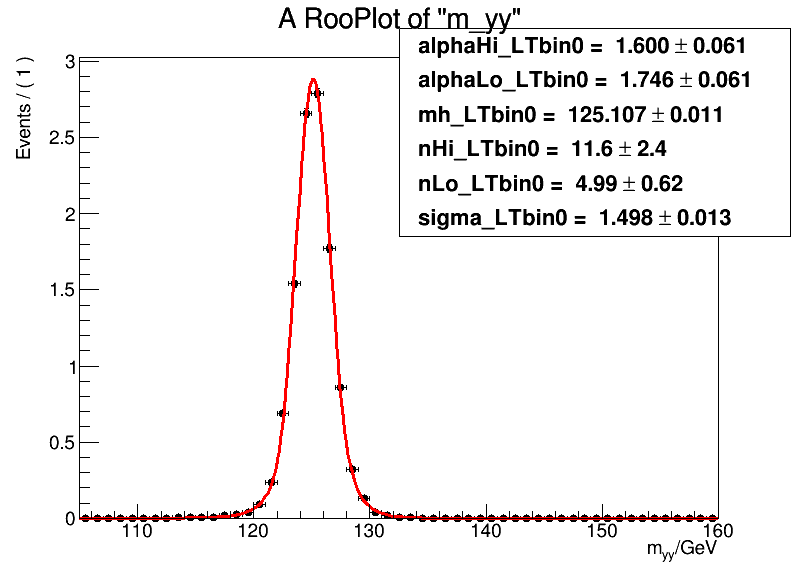 A RooPlot of "m_yy"
alphaHi_LTbin0 = 1.600 ± 0.061
alphaLo_LTbin0 = 1.746 ± 0.061
mh_LTbin0 = 125.107 ± 0.011
nHi_LTbin0 = 11.6 ± 2.4
nLo_LTbin0 = 4.99 ± 0.62
sigma_LTbin0 = 1.498 ± 0.013
Events / ( 1 )
3
2.5
2
1.5
1
0.5
0
110 120 130 140 150 160
m_yy/GeV